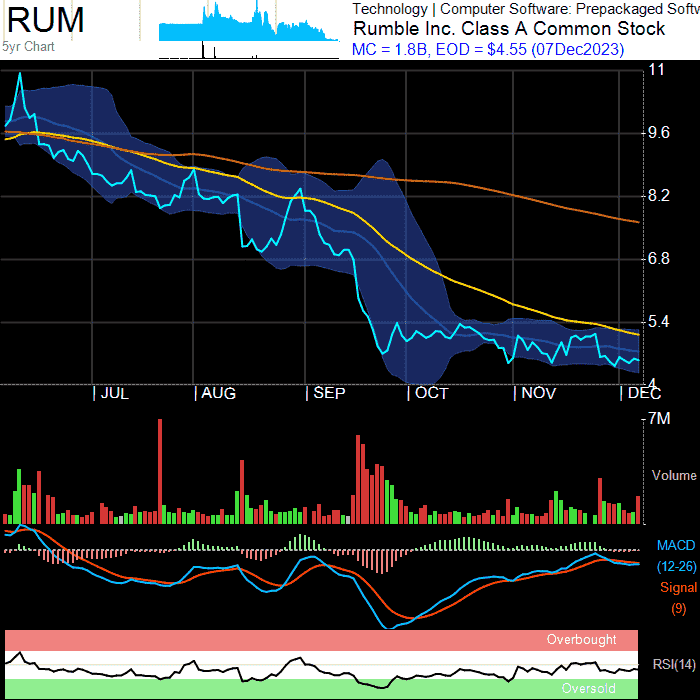 RUM
5yr Chart
Technology | Computer Software: Prepackaged Softw
Rumble Inc. Class A Common Stock
MC = 1.8B, EOD = $4.55 (07Dec2023)
11
9.6
8.2
6.8
5.4
4
| JUL | AUG | SEP | OCT | NOV | DEC
7M
Volume
MACD
(12-26)
Signal
(9)
Overbought
RSI(14)
Oversold